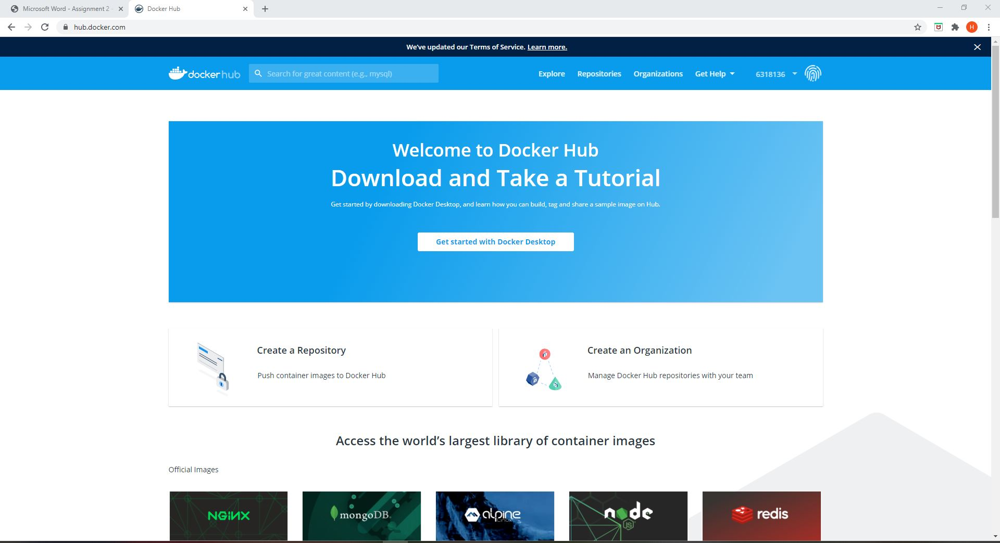 Microsoft Word - Assignment 2 -
Docker Hub
hub.docker.com
H
We've updated our Terms of Service. Learn more.
docker hub
Search for great content (e.g., mysql)
Explore
Repositories
Organizations
Get Help
6318136
Welcome to Docker Hub
Download and Take a Tutorial
Get started by downloading Docker Desktop, and learn how you can build, tag and share a sample image on Hub.
Get started with Docker Desktop
Create a Repository
Push container images to Docker Hub
Create an Organization
Manage Docker Hub repositories with your team
Access the world's largest library of container images
Official Images
NGINX
mongoDB
alpine
Linux
node
JS
redis